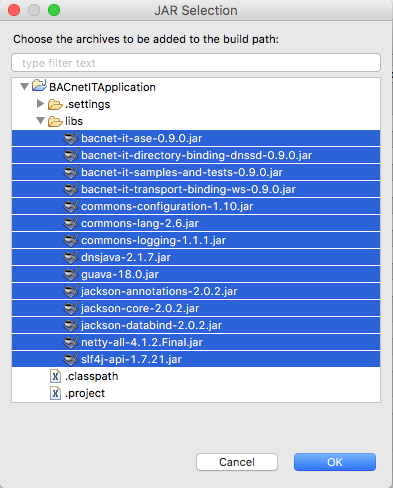 JAR Selection
Choose the archives to be added to the build path:
type filter text
BACnetITApplication
.settings
libs
bacnet-it-ase-0.9.0.jar
bacnet-it-directory-binding-dnssd-0.9.0.jar
bacnet-it-samples-and-tests-0.9.0.jar
bacnet-it-transport-binding-ws-0.9.0.jar
commons-configuration-1.10.jar
commons-lang-2.6.jar
commons-logging-1.1.1.jar
dnsjava-2.1.7.jar
guava-18.0.jar
jackson-annotations-2.0.2.jar
jackson-core-2.0.2.jar
jackson-databind-2.0.2.jar
netty-all-4.1.2.Final.jar
slf4j-api-1.7.21.jar
.classpath
.project
Cancel OK